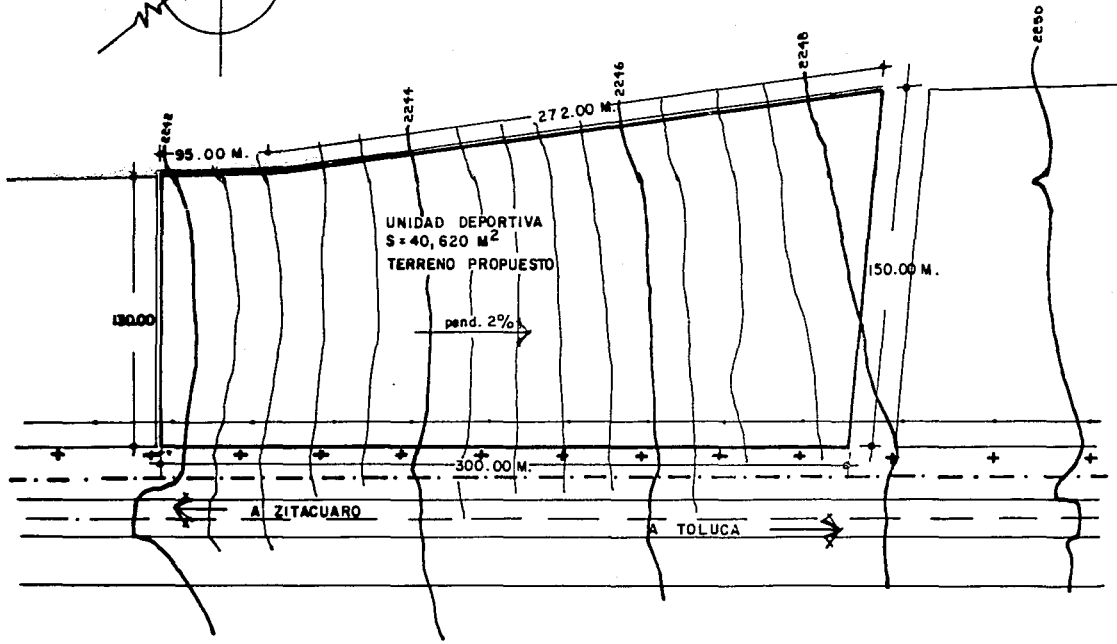 2250
2248
2246
2244
2242
272.00 M.
95.00 M.
UNIDAD DEPORTIVA
S=40,620 M²
TERRENO PROPUESTO
150.00 M.
130.00
pend. 2%
300.00 M.
A ZITACUARO
A TOLUCA